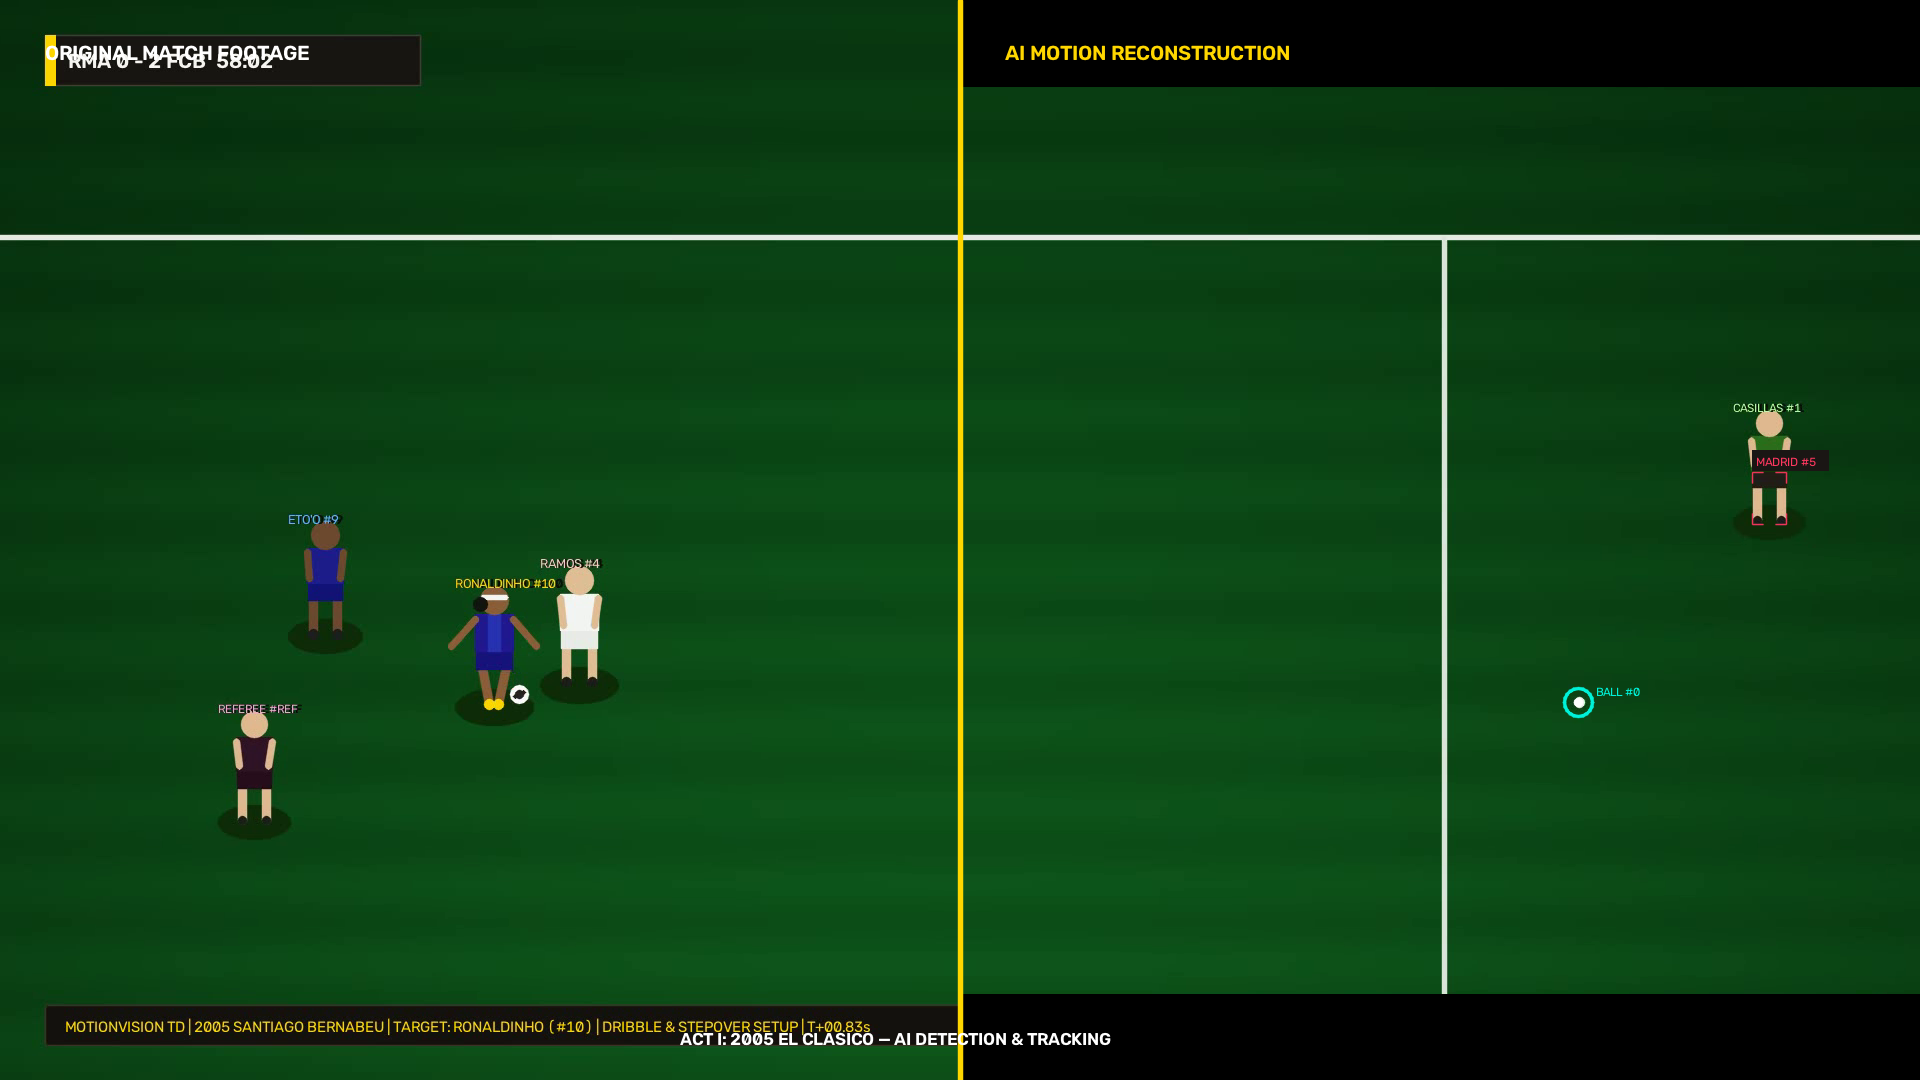 ORIGINAL MATCH FOOTAGE
RMA 0 - 2 FCB 58:02
AI MOTION RECONSTRUCTION
CASILLAS #1
MADRID #5
ETO'O #9
RAMOS #4
RONALDINHO #10
BALL #0
REFEREE #REF
MOTIONVISION TD | 2005 SANTIAGO BERNABEU | TARGET: RONALDINHO (#10) | DRIBBLE & STEPOVER SETUP | T+00.83s
ACT I: 2005 EL CLASICO — AI DETECTION & TRACKING